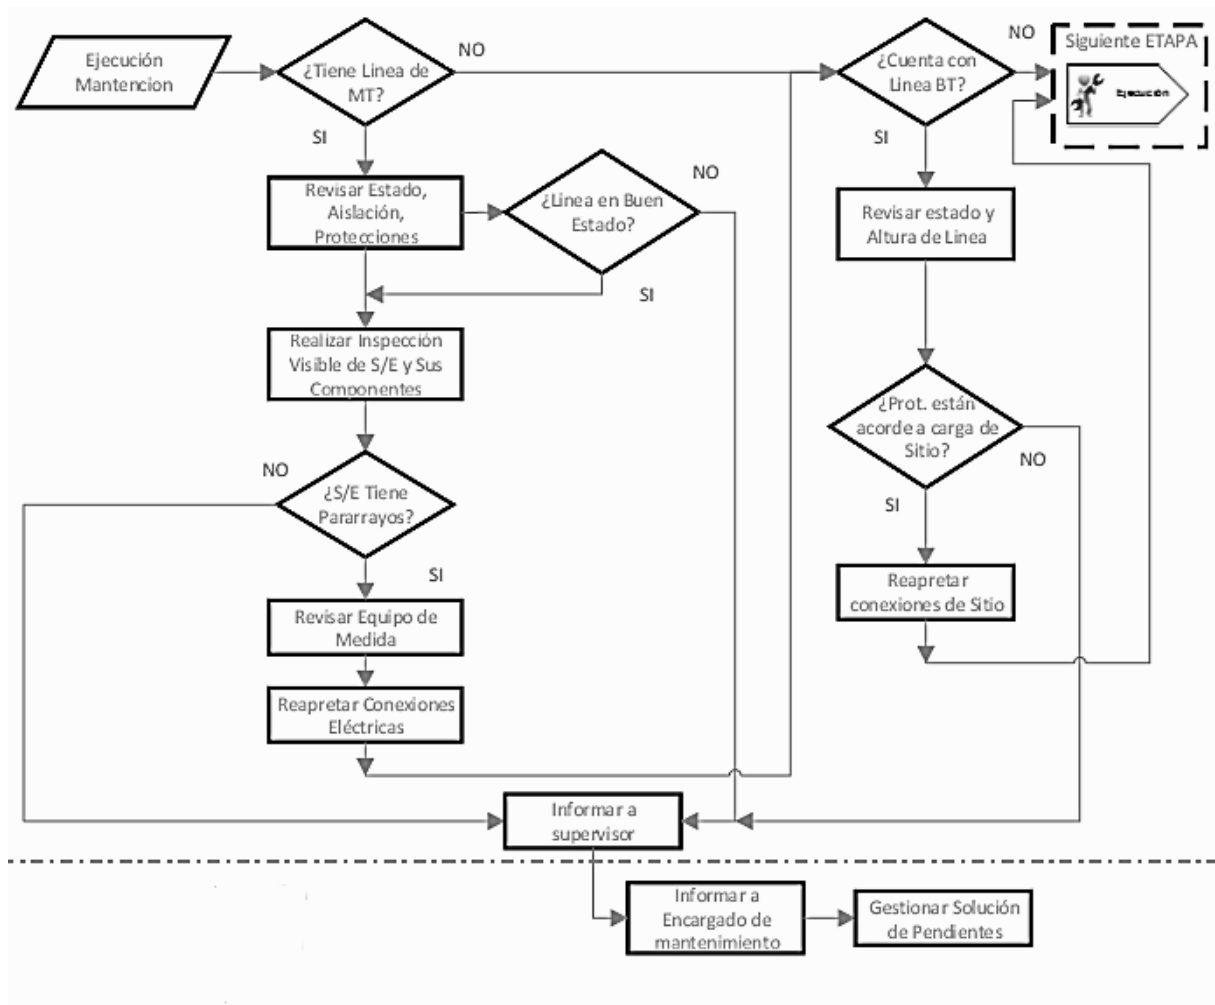 Ejecución
Mantencion
¿Tiene Linea de
MT?
NO
SI
Revisar Estado,
Aislación,
Protecciones
¿Linea en Buen
Estado?
NO
SI
Realizar Inspección
Visible de S/E y Sus
Componentes
NO
¿S/E Tiene
Pararrayos?
SI
Revisar Equipo de
Medida
Reapretar Conexiones
Eléctricas
¿Cuenta con
Linea BT?
NO
SI
Siguiente ETAPA
Ejecución
Revisar estado y
Altura de Linea
¿Prot. están
acorde a carga de
Sitio?
NO
SI
Reapretar
conexiones de Sitio
Informar a
supervisor
Informar a
Encargado de
mantenimiento
Gestionar Solución
de Pendientes